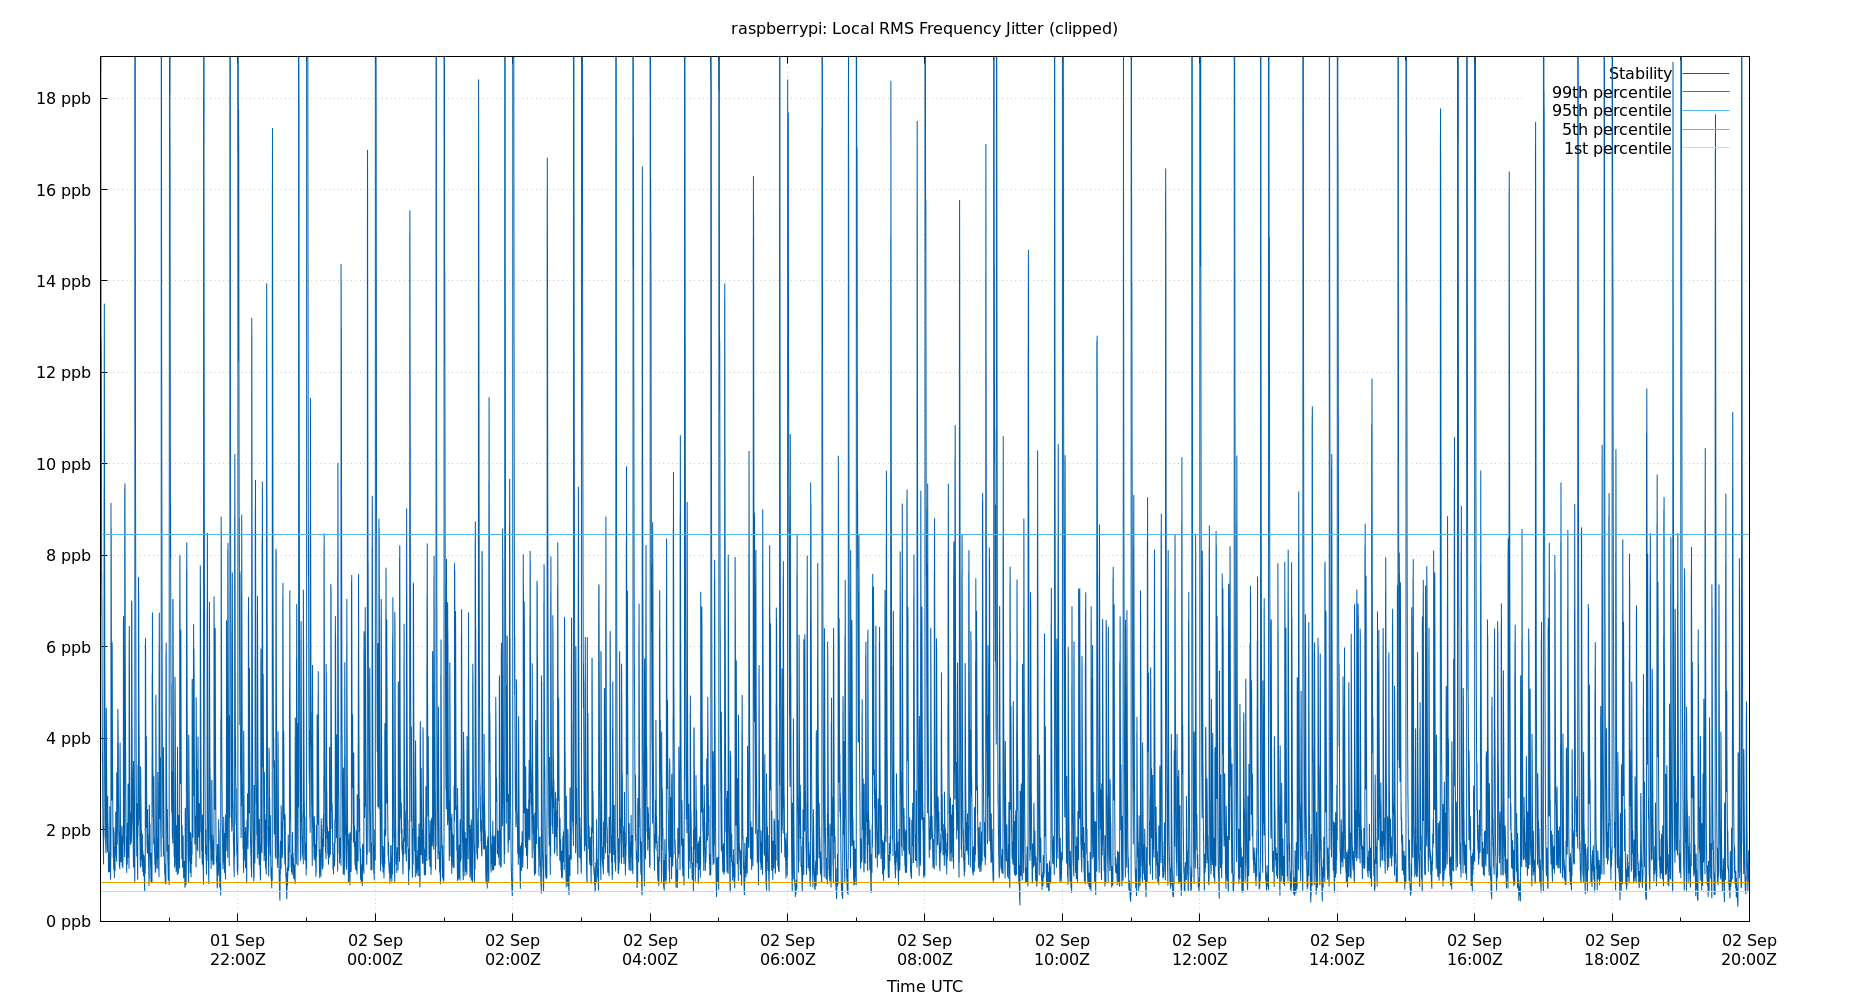 raspberrypi: Local RMS Frequency Jitter (clipped)
Stability
99th percentile
95th percentile
5th percentile
1st percentile
18 ppb
16 ppb
14 ppb
12 ppb
10 ppb
8 ppb
6 ppb
4 ppb
2 ppb
0 ppb
01 Sep 02 Sep 02 Sep 02 Sep 02 Sep 02 Sep 02 Sep 02 Sep 02 Sep 02 Sep 02 Sep 02 Sep
22:00Z 00:00Z 02:00Z 04:00Z 06:00Z 08:00Z 10:00Z 12:00Z 14:00Z 16:00Z 18:00Z 20:00Z
Time UTC